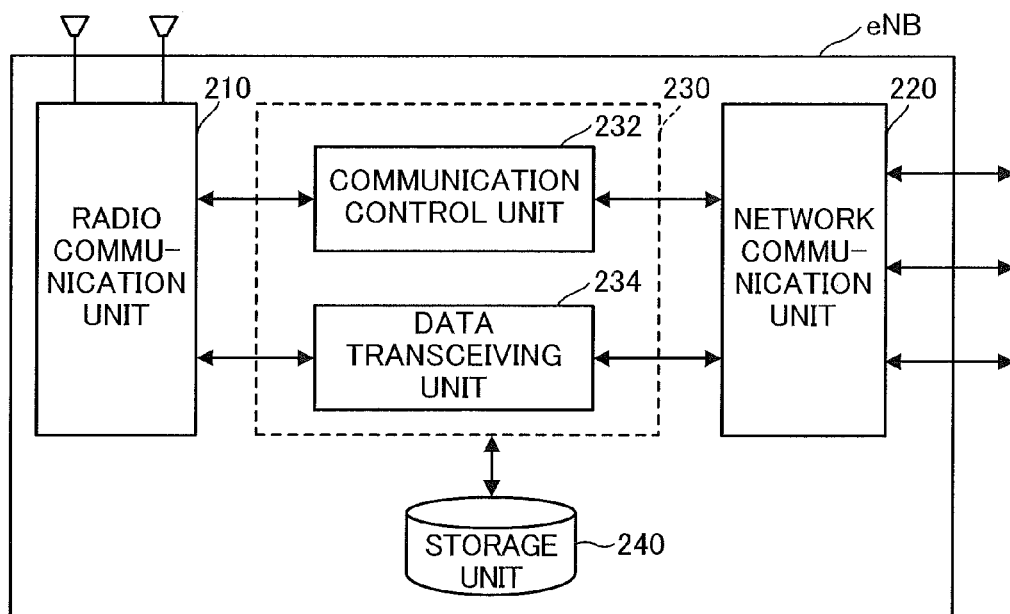 eNB
210
230
220
232
COMMUNICATION
CONTROL UNIT
RADIO
COMMU-
NICATION
UNIT
NETWORK
COMMU-
NICATION
UNIT
234
DATA
TRANSCEIVING
UNIT
STORAGE
UNIT
240